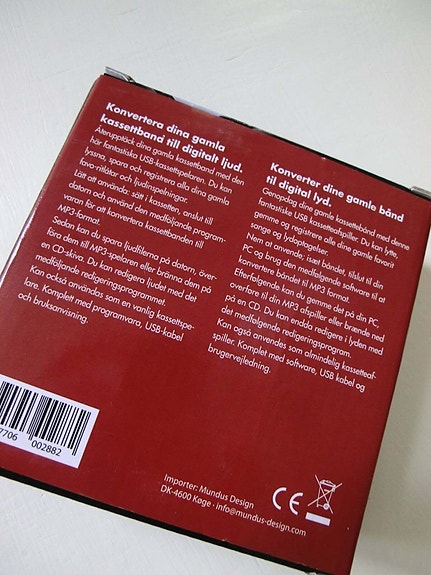 Konvertera dina gamla
kassettband till digitalt ljud.
Återupptäck dina gamla kassettband med den
här fantastiska USB-kassettspelaren. Du kan
lyssna, spara och registrera alla dina gamla
favo-ritlåtar och ljudinspelningar.
Lätt att använda: sätt i kassetten, anslut till
datorn och använd den medföljande program-
varan för att konvertera kassettbanden till
MP3-format.
Sedan kan du spara ljudfilerna på datorn, över-
föra dem till MP3-spelaren eller bränna dem på
en CD-skiva. Du kan redigera ljudet med det
medföljande redigeringsprogrammet.
Kan också användas som en vanlig kassettspe-
lare. Komplett med programvara, USB-kabel
och bruksanvisning.
Konverter dine gamle bånd
til digital lyd.
Genopdag dine gamle kassettebånd med denne
fantastiske USB kassetteafspiller. Du kan lytte,
gemme og registrere alle dine gamle favorit
sange og lydoptagelser.
Nem at anvende; isæt båndet, tilslut til din
PC og brug den medfølgende software til at
konvertere båndet til MP3 format.
Efterfølgende kan du gemme det på din PC,
overføre til din MP3 afspiller eller brænde ned
på en CD. Du kan endda redigere i lyden med
det medfølgende redigeringsprogram.
Kan også anvendes som almindelig kassetteaf-
spiller. Komplet med software, USB kabel og
brugervejledning.
7706 002882
Importer: Mundus Design
DK-4600 Køge · info@mundus-design.com
CE